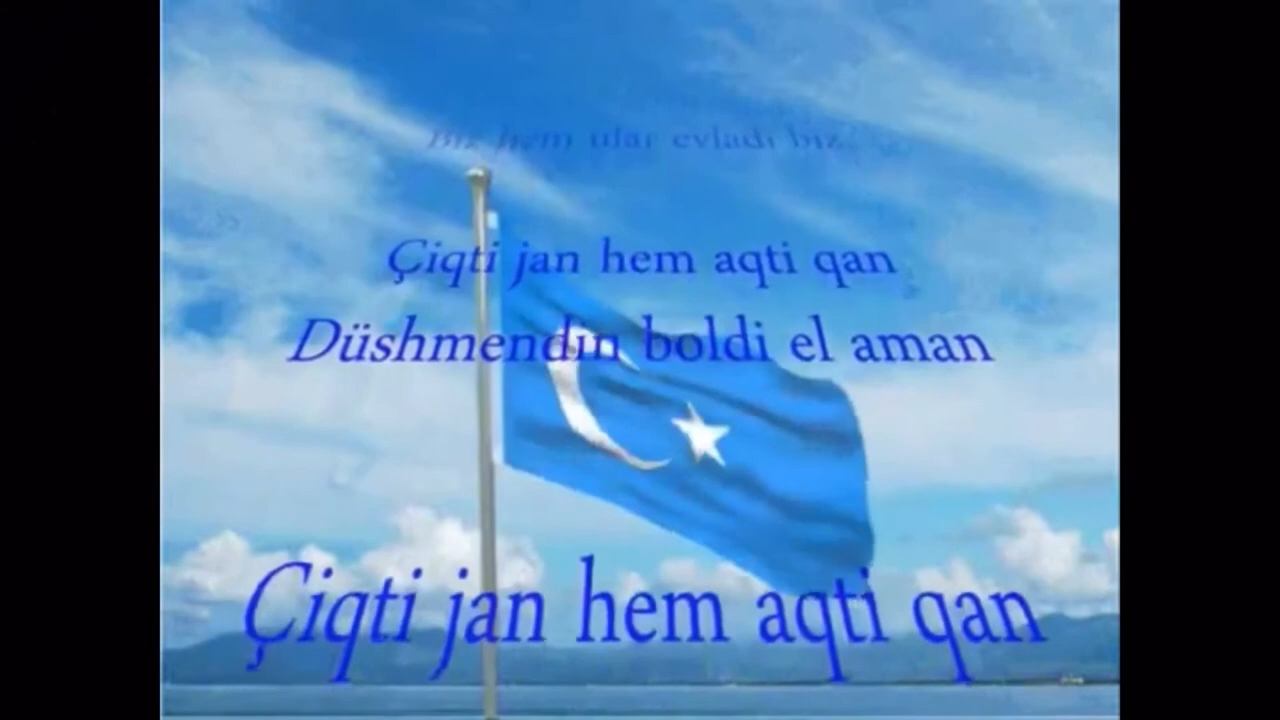 Biz hem ular evladi biz
Çiqti jan hem aqti qan
Düshmendin boldi el aman
Çiqti jan hem aqti qan